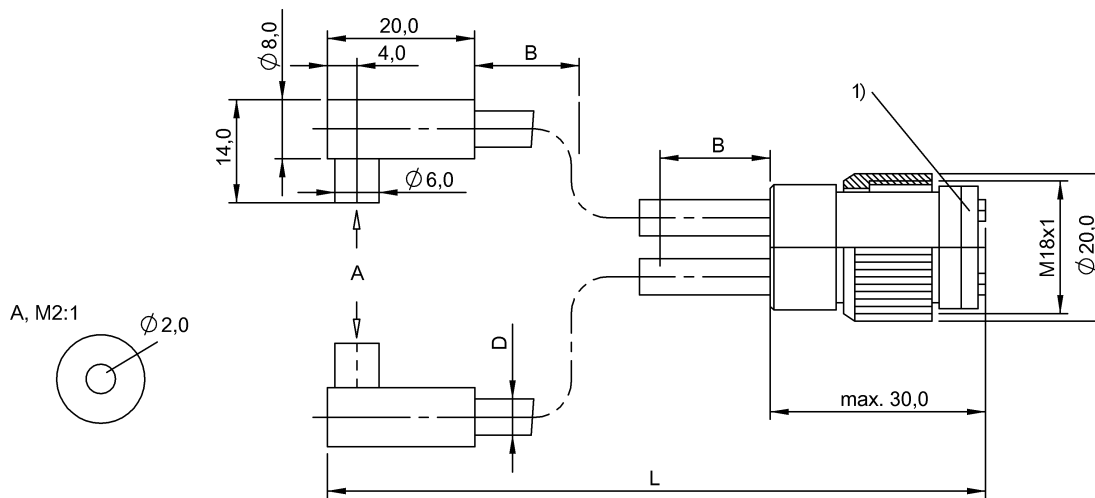 20,0
4,0
B
Ø8,0
14,0
Ø6,0
1)
B
M18x1
Ø20,0
A
A, M2:1
Ø2,0
D
max. 30,0
L